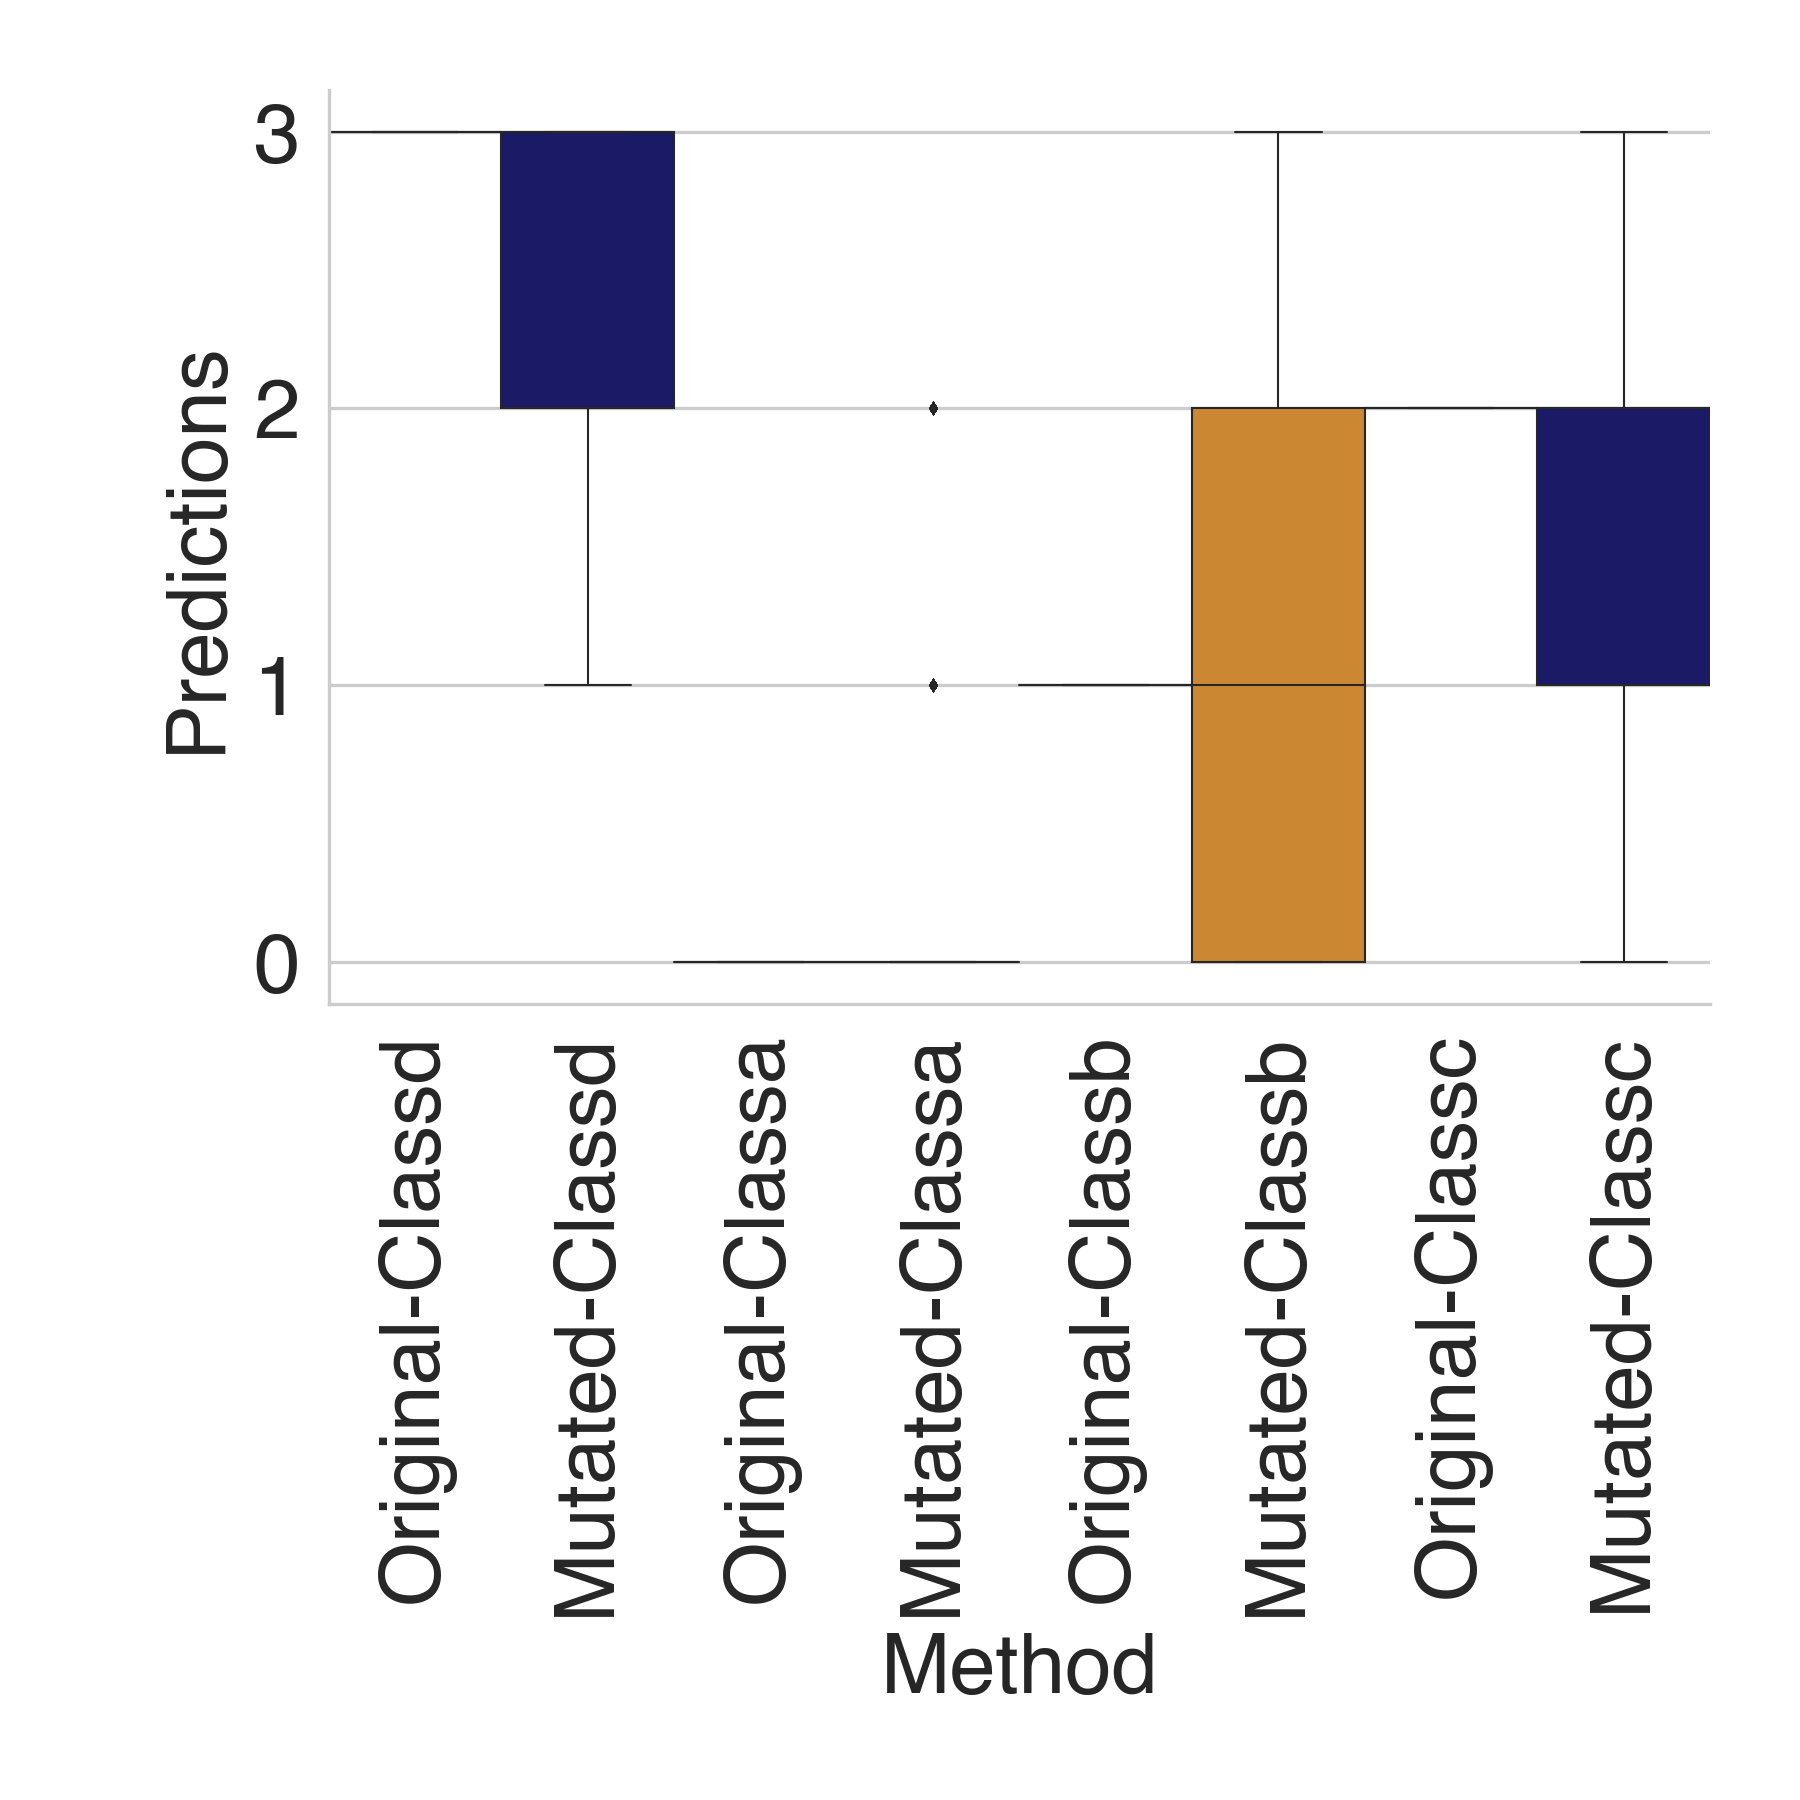 Predictions
3
2
1
0
Original-Classd
Mutated-Classd
Original-Classa
Mutated-Classa
Original-Classb
Mutated-Classb
Original-Classc
Mutated-Classc
Method